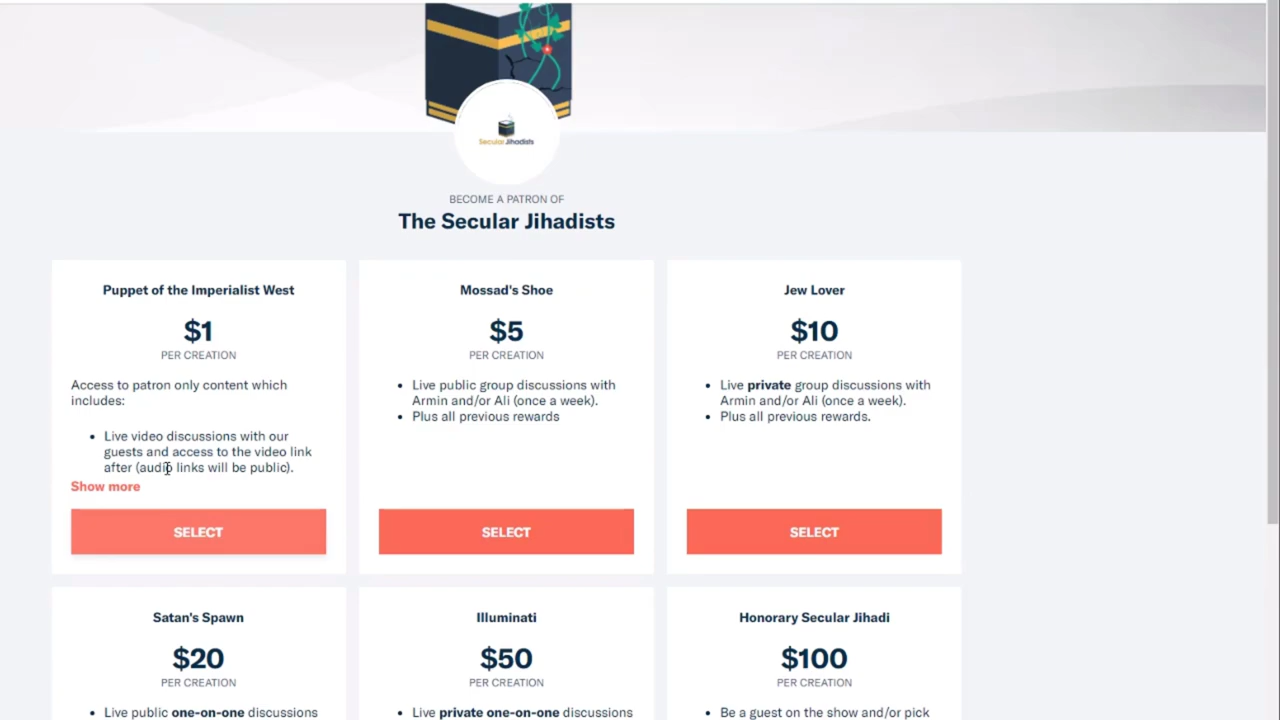 Secular Jihadists
BECOME A PATRON OF
The Secular Jihadists
Puppet of the Imperialist West
$1
PER CREATION
Access to patron only content which
includes:
• Live video discussions with our
guests and access to the video link
after (audio links will be public).
Show more
SELECT
Mossad's Shoe
$5
PER CREATION
• Live public group discussions with
Armin and/or Ali (once a week).
• Plus all previous rewards
SELECT
Jew Lover
$10
PER CREATION
• Live private group discussions with
Armin and/or Ali (once a week).
• Plus all previous rewards.
SELECT
Satan's Spawn
$20
PER CREATION
• Live public one-on-one discussions
Illuminati
$50
PER CREATION
• Live private one-on-one discussions
Honorary Secular Jihadi
$100
PER CREATION
• Be a guest on the show and/or pick